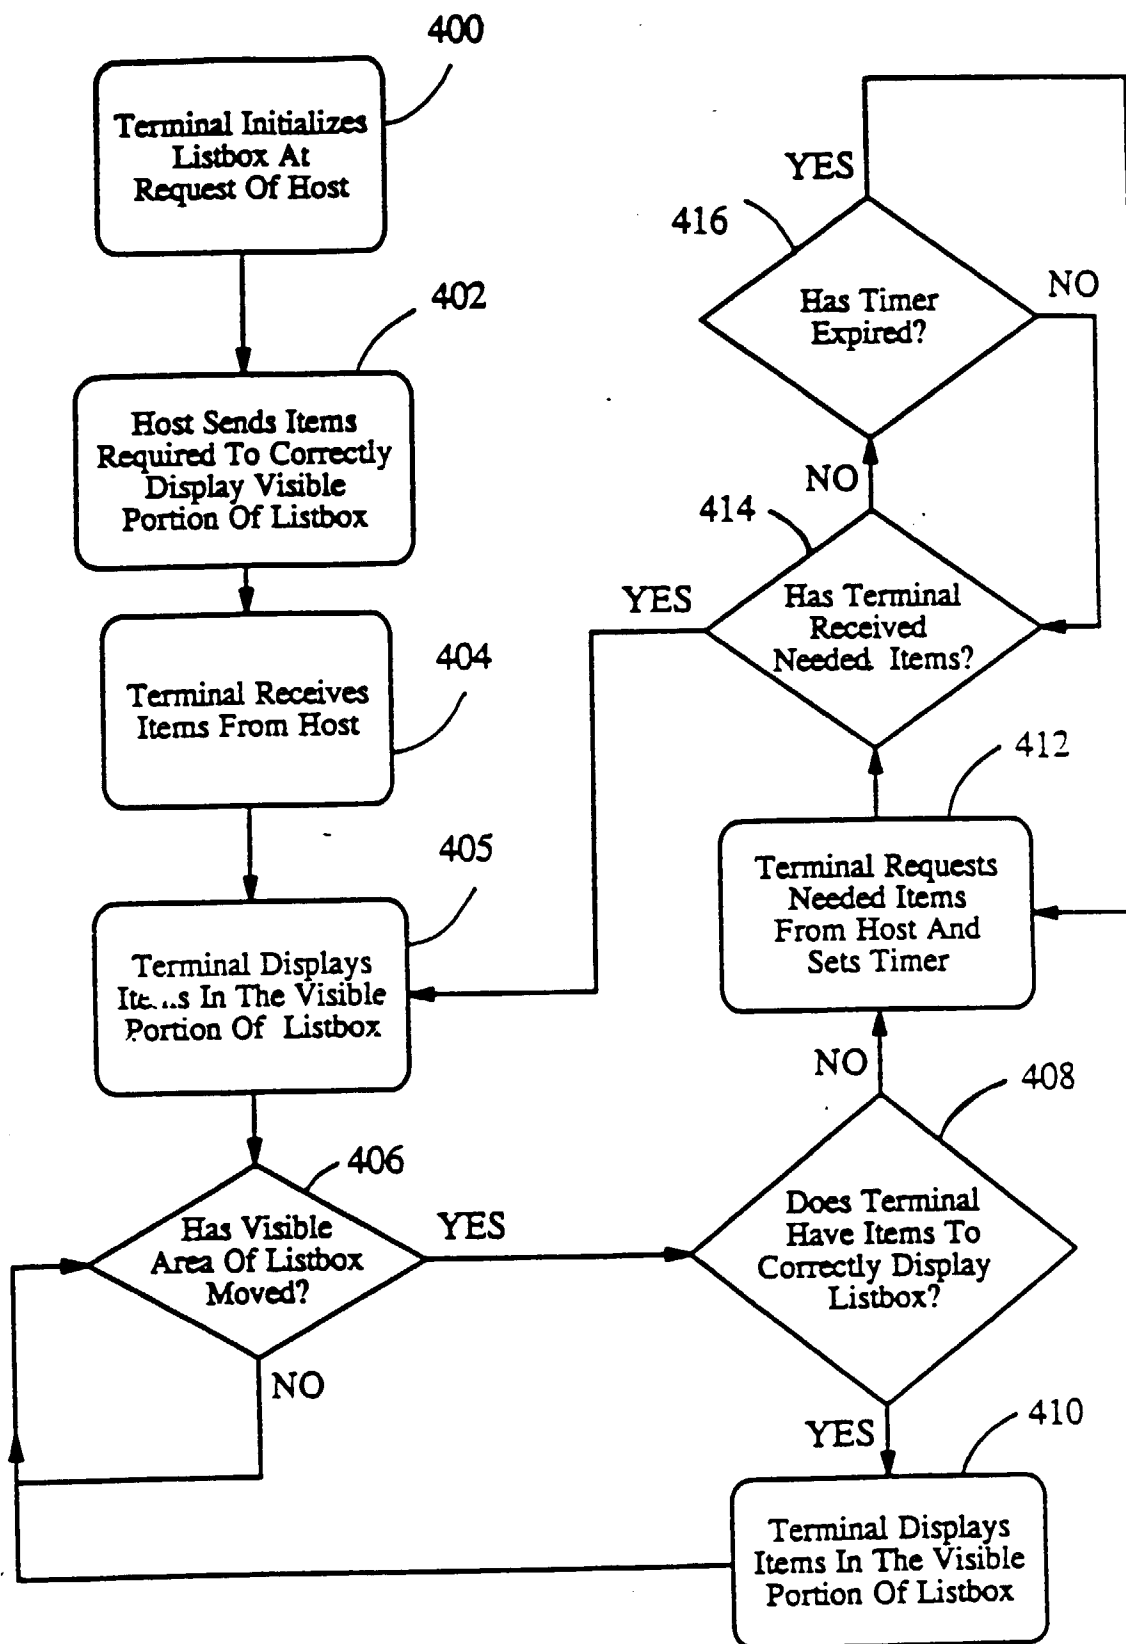 400
Terminal Initializes
Listbox At
Request Of Host
402
Host Sends Items
Required To Correctly
Display Visible
Portion Of Listbox
404
Terminal Receives
Items From Host
405
Terminal Displays
In The Visible
Portion Of Listbox
406
Has Visible
Area Of Listbox
Moved?
YES
NO
408
Does Terminal
Have Items To
Correctly Display
Listbox?
NO
YES
410
Terminal Displays
Items In The Visible
Portion Of Listbox
412
Terminal Requests
Needed Items
From Host And
Sets Timer
414
Has Terminal
Received
Needed Items?
YES
NO
416
Has Timer
Expired?
YES
NO